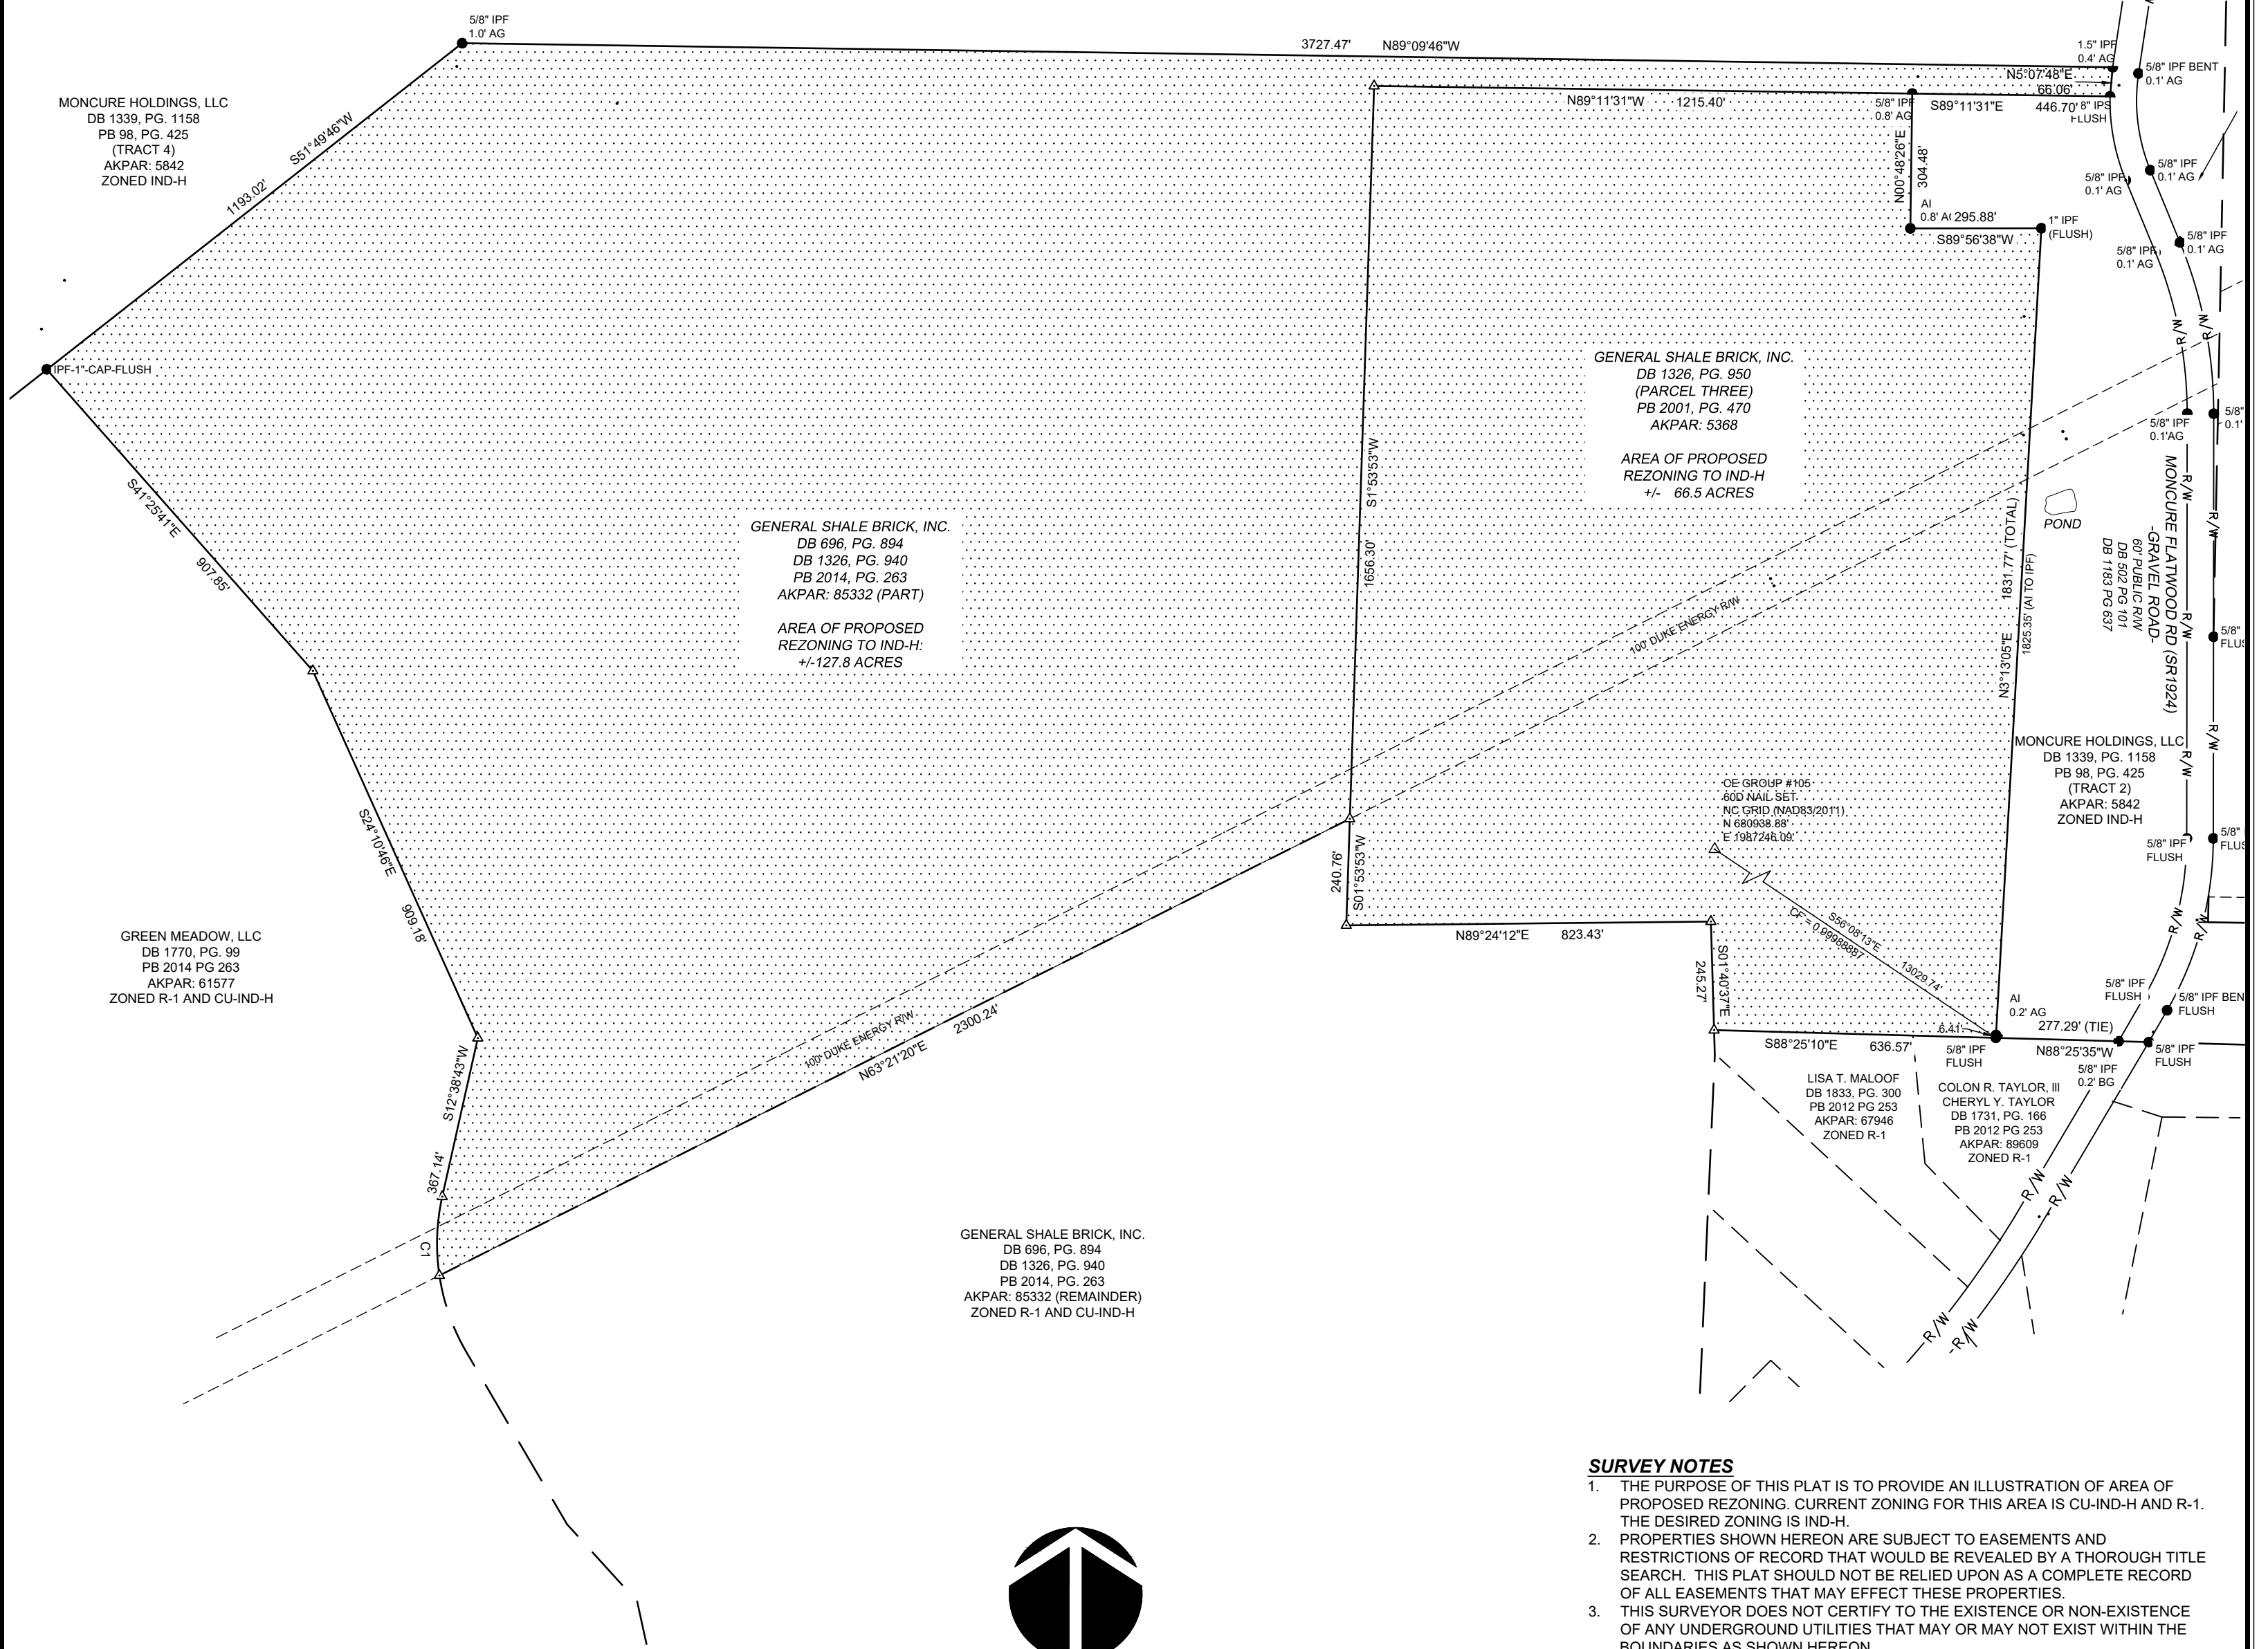 5/8" IPF
1.0' AG
3727.47' N89°09'46"W
1.5" IPF
0.4' AG
5/8" IPF BENT
0.1' AG
N5°07'48"E
66.06'
MONCURE HOLDINGS, LLC
DB 1339, PG. 1158
PB 98, PG. 425
(TRACT 4)
AKPAR: 5842
ZONED IND-H
S51°49'46"W
1193.02'
N89°11'31"W 1215.40'
5/8" IPF
0.8' AG
S89°11'31"E 446.70'
8" IPS
FLUSH
N00°48'26"E
304.48'
AI
0.8' A
295.88'
S89°56'38"W
1" IPF
(FLUSH)
5/8" IPF
0.1' AG
5/8" IPF
0.1' AG
5/8" IPF
0.1' AG
5/8" IPF
0.1' AG
R/W
R/W
IPF-1"-CAP-FLUSH
GENERAL SHALE BRICK, INC.
DB 1326, PG. 950
(PARCEL THREE)
PB 2001, PG. 470
AKPAR: 5368
AREA OF PROPOSED
REZONING TO IND-H
+/- 66.5 ACRES
5/8" IPF
0.1'AG
5/8"
0.1'
S1°53'53"W
1656.30'
S41°25'41"E
907.85'
GENERAL SHALE BRICK, INC.
DB 696, PG. 894
DB 1326, PG. 940
PB 2014, PG. 263
AKPAR: 85332 (PART)
AREA OF PROPOSED
REZONING TO IND-H:
+/-127.8 ACRES
N3°13'05"E 1831.77' (TOTAL)
1825.35' (AI TO IPF)
POND
MONCURE FLATWOOD RD (SR1924)
-GRAVEL ROAD-
60' PUBLIC R/W
DB 502 PG 101
DB 1183 PG 637
R/W
R/W
R/W
R/W
R/W
5/8"
FLUS
100' DUKE ENERGY R/W
MONCURE HOLDINGS, LLC
DB 1339, PG. 1158
PB 98, PG. 425
(TRACT 2)
AKPAR: 5842
ZONED IND-H
CE GROUP #105
60D NAIL SET
NC GRID (NAD83/2011)
N 680938.88'
E 1987246.09'
5/8" IPF
FLUSH
5/8"
FLUS
S24°10'46"E
909.18'
240.76'
S01°53'53"W
N89°24'12"E 823.43'
S56°08'13"E 13029.74'
CF = 0.99988887
S01°40'37"E
245.27'
R/W
R/W
GREEN MEADOW, LLC
DB 1770, PG. 99
PB 2014 PG 263
AKPAR: 61577
ZONED R-1 AND CU-IND-H
5/8" IPF
FLUSH
5/8" IPF BEN
FLUSH
AI
0.2' AG
6.41'
277.29' (TIE)
N88°25'35"W
S88°25'10"E 636.57'
5/8" IPF
FLUSH
5/8" IPF
FLUSH
5/8" IPF
0.2' BG
100' DUKE ENERGY R/W
N63°21'20"E 2300.24'
S12°38'43"W
367.14'
C1
LISA T. MALOOF
DB 1833, PG. 300
PB 2012 PG 253
AKPAR: 67946
ZONED R-1
COLON R. TAYLOR, III
CHERYL Y. TAYLOR
DB 1731, PG. 166
PB 2012 PG 253
AKPAR: 89609
ZONED R-1
R/W
R/W
R/W
R/W
GENERAL SHALE BRICK, INC.
DB 696, PG. 894
DB 1326, PG. 940
PB 2014, PG. 263
AKPAR: 85332 (REMAINDER)
ZONED R-1 AND CU-IND-H
SURVEY NOTES
1. THE PURPOSE OF THIS PLAT IS TO PROVIDE AN ILLUSTRATION OF AREA OF
PROPOSED REZONING. CURRENT ZONING FOR THIS AREA IS CU-IND-H AND R-1.
THE DESIRED ZONING IS IND-H.
2. PROPERTIES SHOWN HEREON ARE SUBJECT TO EASEMENTS AND
RESTRICTIONS OF RECORD THAT WOULD BE REVEALED BY A THOROUGH TITLE
SEARCH. THIS PLAT SHOULD NOT BE RELIED UPON AS A COMPLETE RECORD
OF ALL EASEMENTS THAT MAY EFFECT THESE PROPERTIES.
3. THIS SURVEYOR DOES NOT CERTIFY TO THE EXISTENCE OR NON-EXISTENCE
OF ANY UNDERGROUND UTILITIES THAT MAY OR MAY NOT EXIST WITHIN THE
BOUNDARIES AS SHOWN HEREON